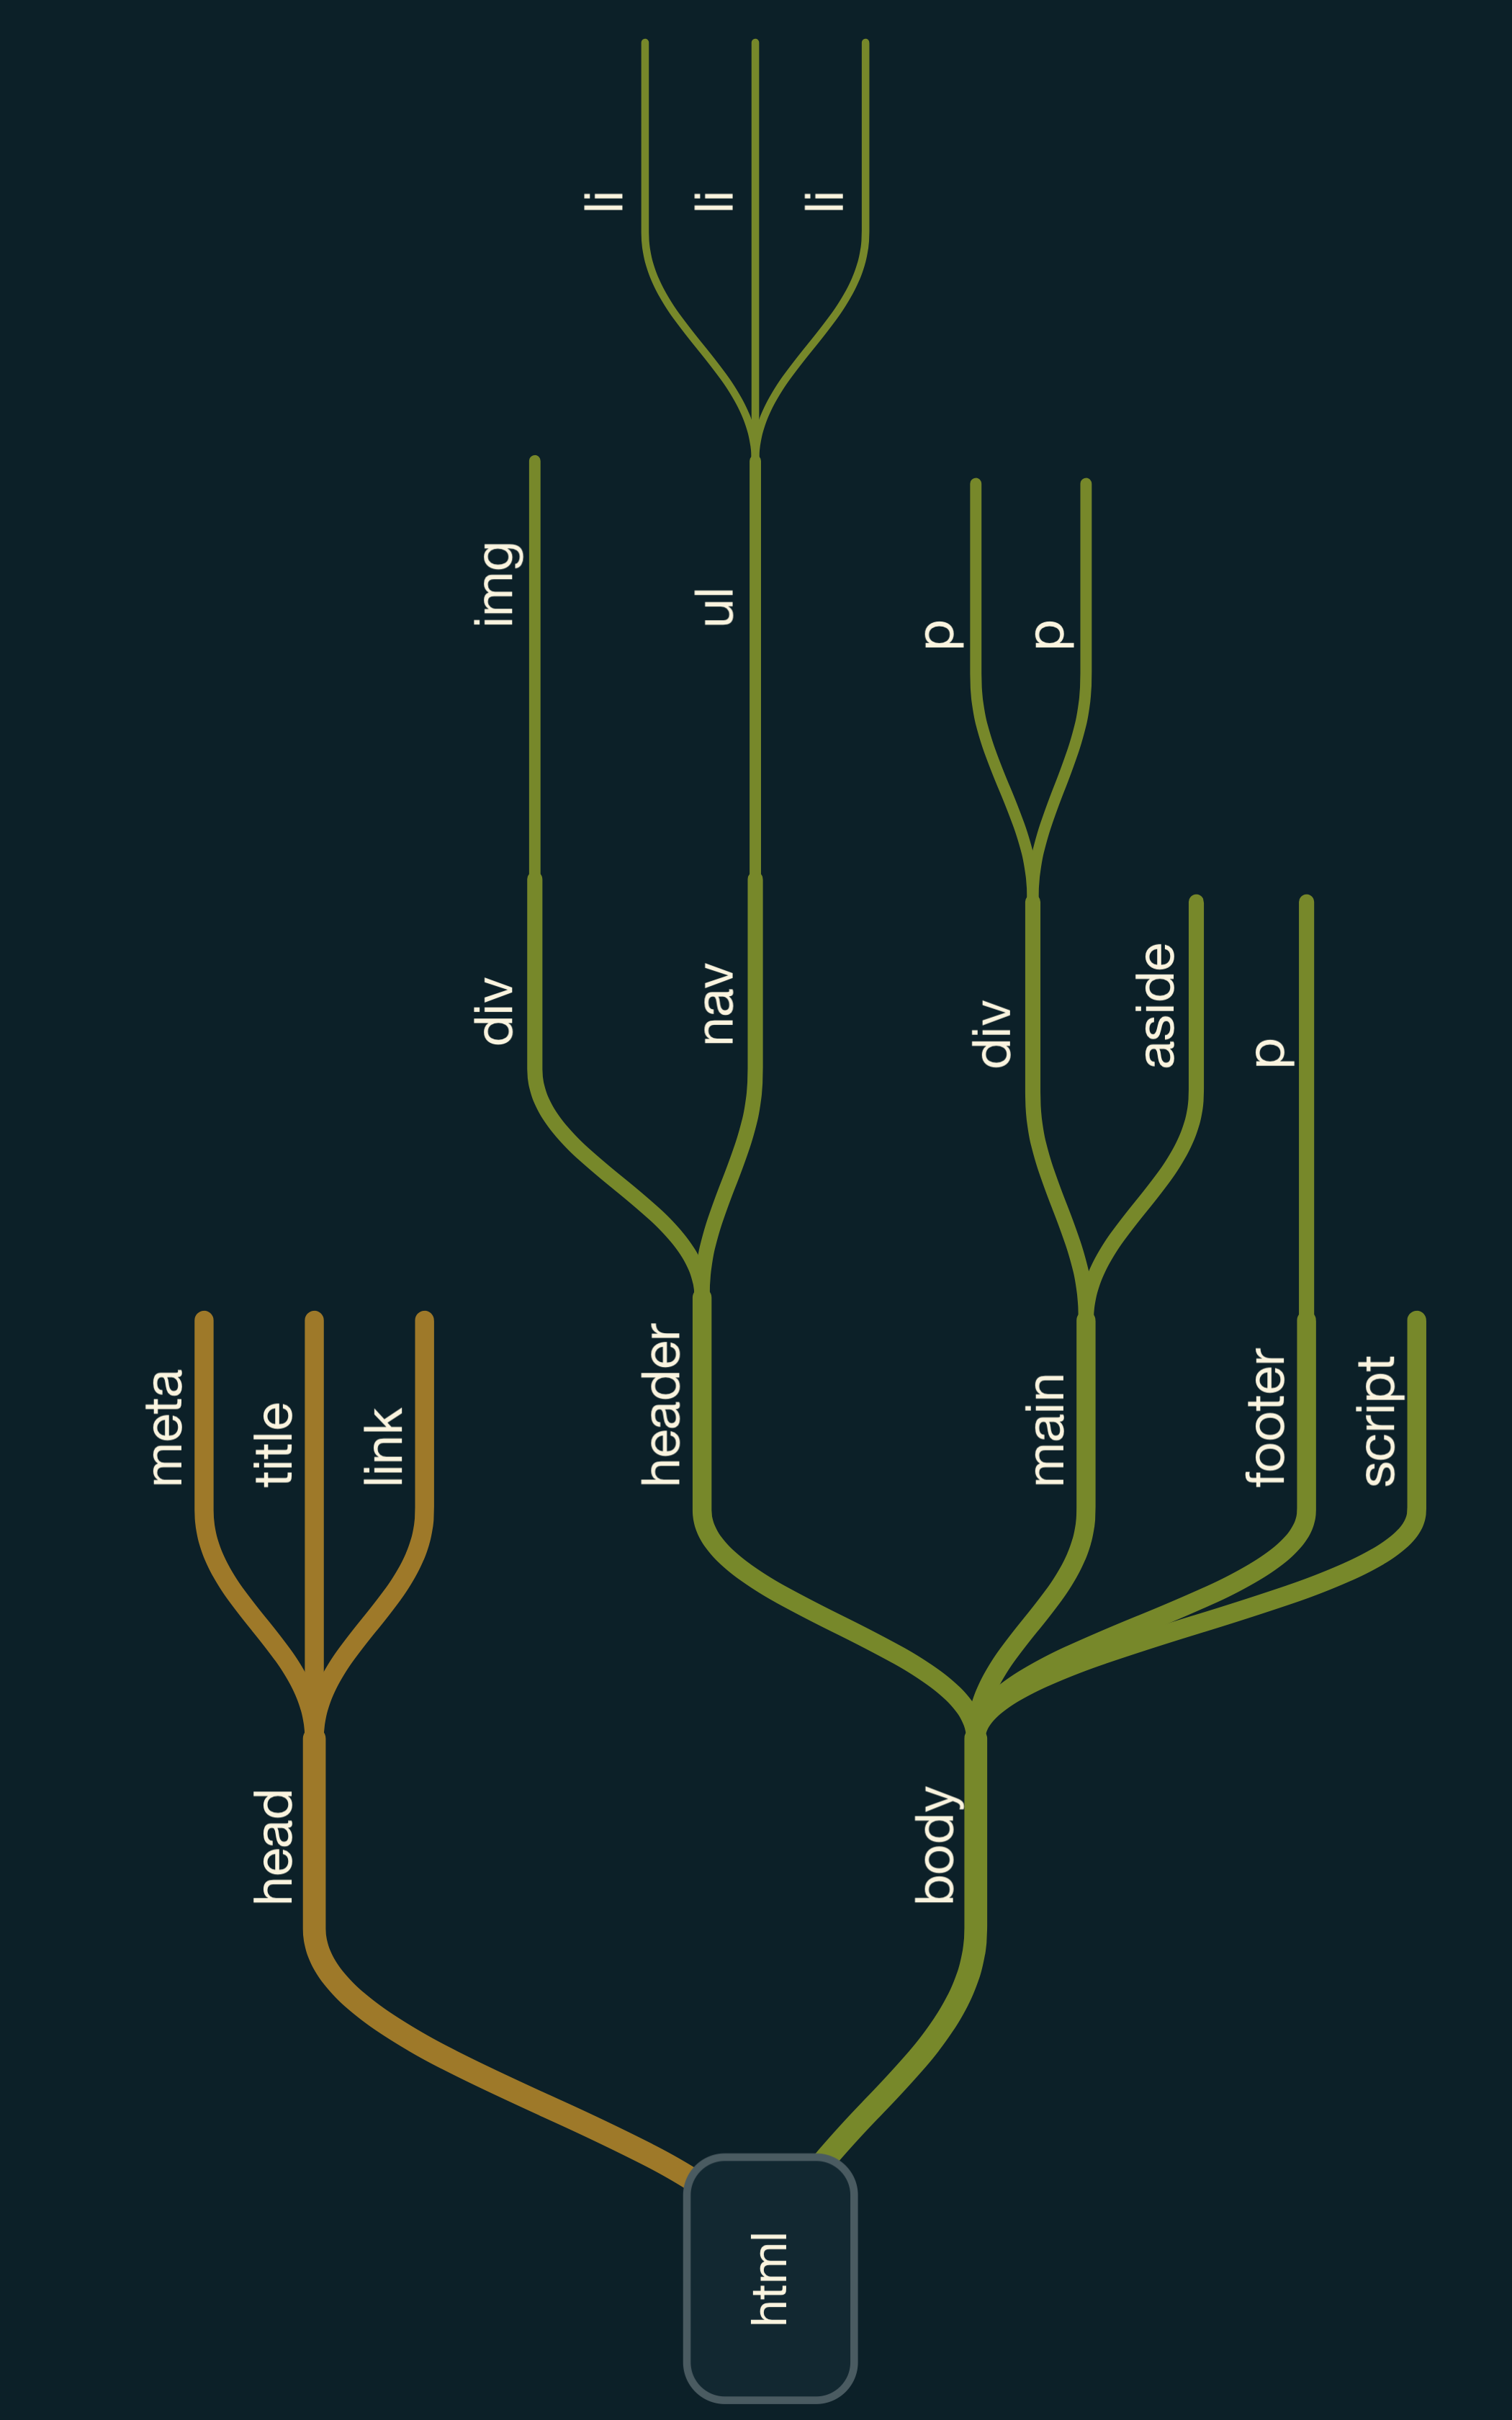 html
head
meta
title
link
body
header
div
img
nav
ul
li
li
li
main
div
p
p
aside
footer
p
script